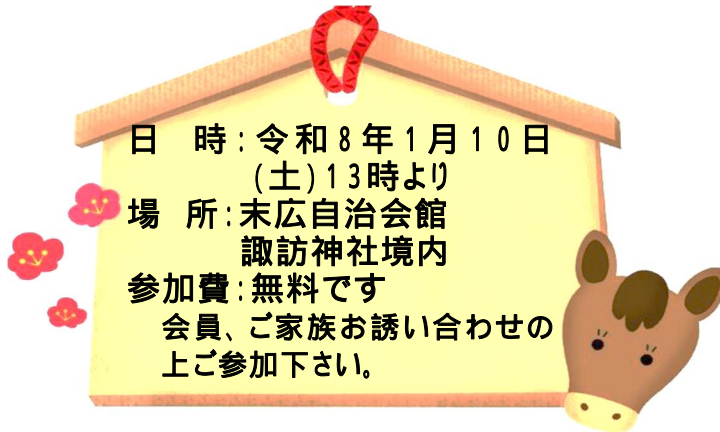 日　時：令和8年1月10日
(土)13時より
場　所：末広自治会館
諏訪神社境内
参加費：無料です
会員、ご家族お誘い合わせの
上ご参加下さい。